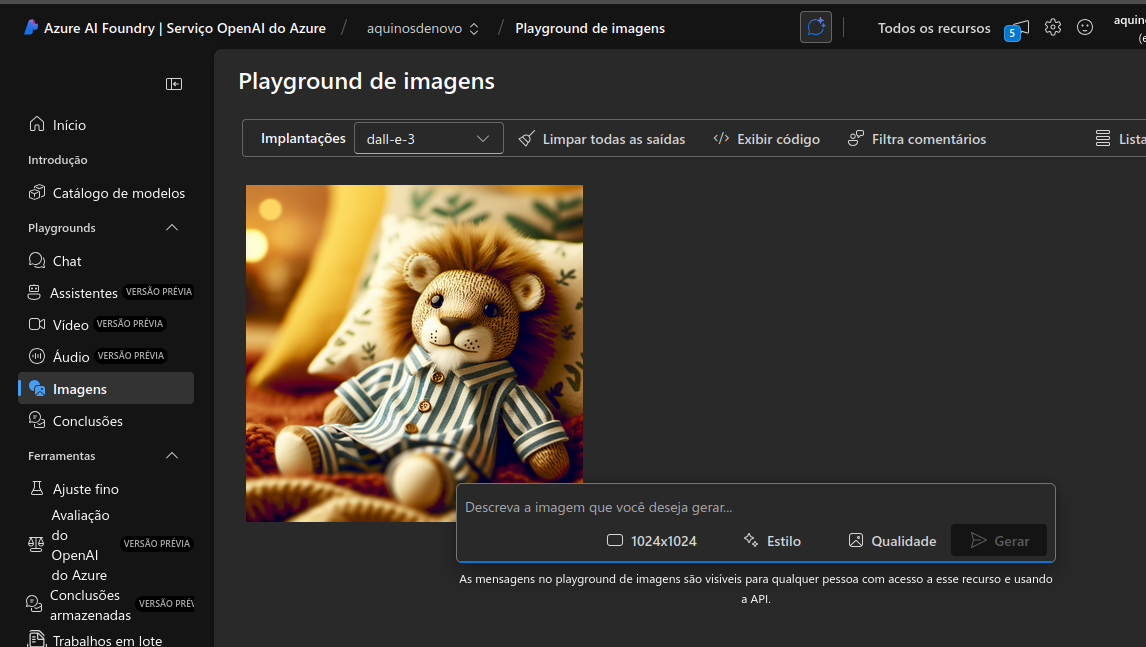 Azure AI Foundry | Serviço OpenAI do Azure / aquinosdenovo / Playground de imagens
Todos os recursos
5
Playground de imagens
Início
Introdução
Catálogo de modelos
Playgrounds
Chat
Assistentes VERSÃO PRÉVIA
Vídeo VERSÃO PRÉVIA
Áudio VERSÃO PRÉVIA
Imagens
Conclusões
Ferramentas
Ajuste fino
Avaliação
do
OpenAI
do Azure
VERSÃO PRÉVIA
Conclusões
armazenadas
VERSÃO PRÉV
Trabalhos em lote
Implantações dall-e-3 Limpar todas as saídas </> Exibir código Filtra comentários Lista
Descreva a imagem que você deseja gerar...
1024x1024 Estilo Qualidade Gerar
As mensagens no playground de imagens são visíveis para qualquer pessoa com acesso a esse recurso e usando
a API.